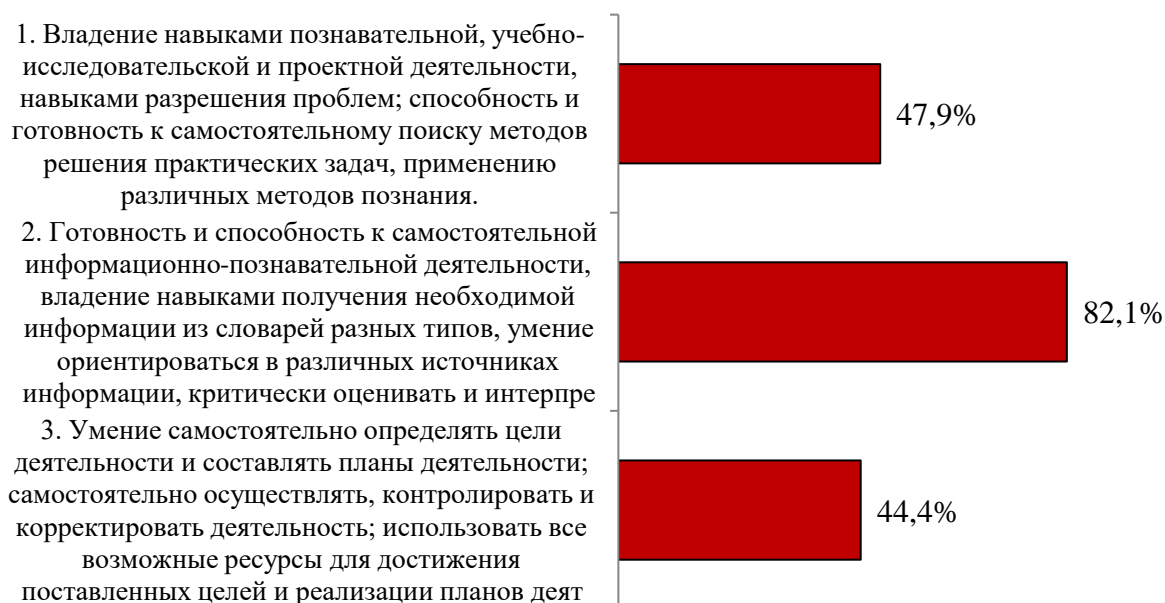 1. Владение навыками познавательной, учебно-
исследовательской и проектной деятельности,
навыками разрешения проблем; способность и
готовность к самостоятельному поиску методов
решения практических задач, применению
различных методов познания.
47,9%
2. Готовность и способность к самостоятельной
информационно-познавательной деятельности,
владение навыками получения необходимой
информации из словарей разных типов, умение
ориентироваться в различных источниках
информации, критически оценивать и интерпре
82,1%
3. Умение самостоятельно определять цели
деятельности и составлять планы деятельности;
самостоятельно осуществлять, контролировать и
корректировать деятельность; использовать все
возможные ресурсы для достижения
поставленных целей и реализации планов деят
44,4%